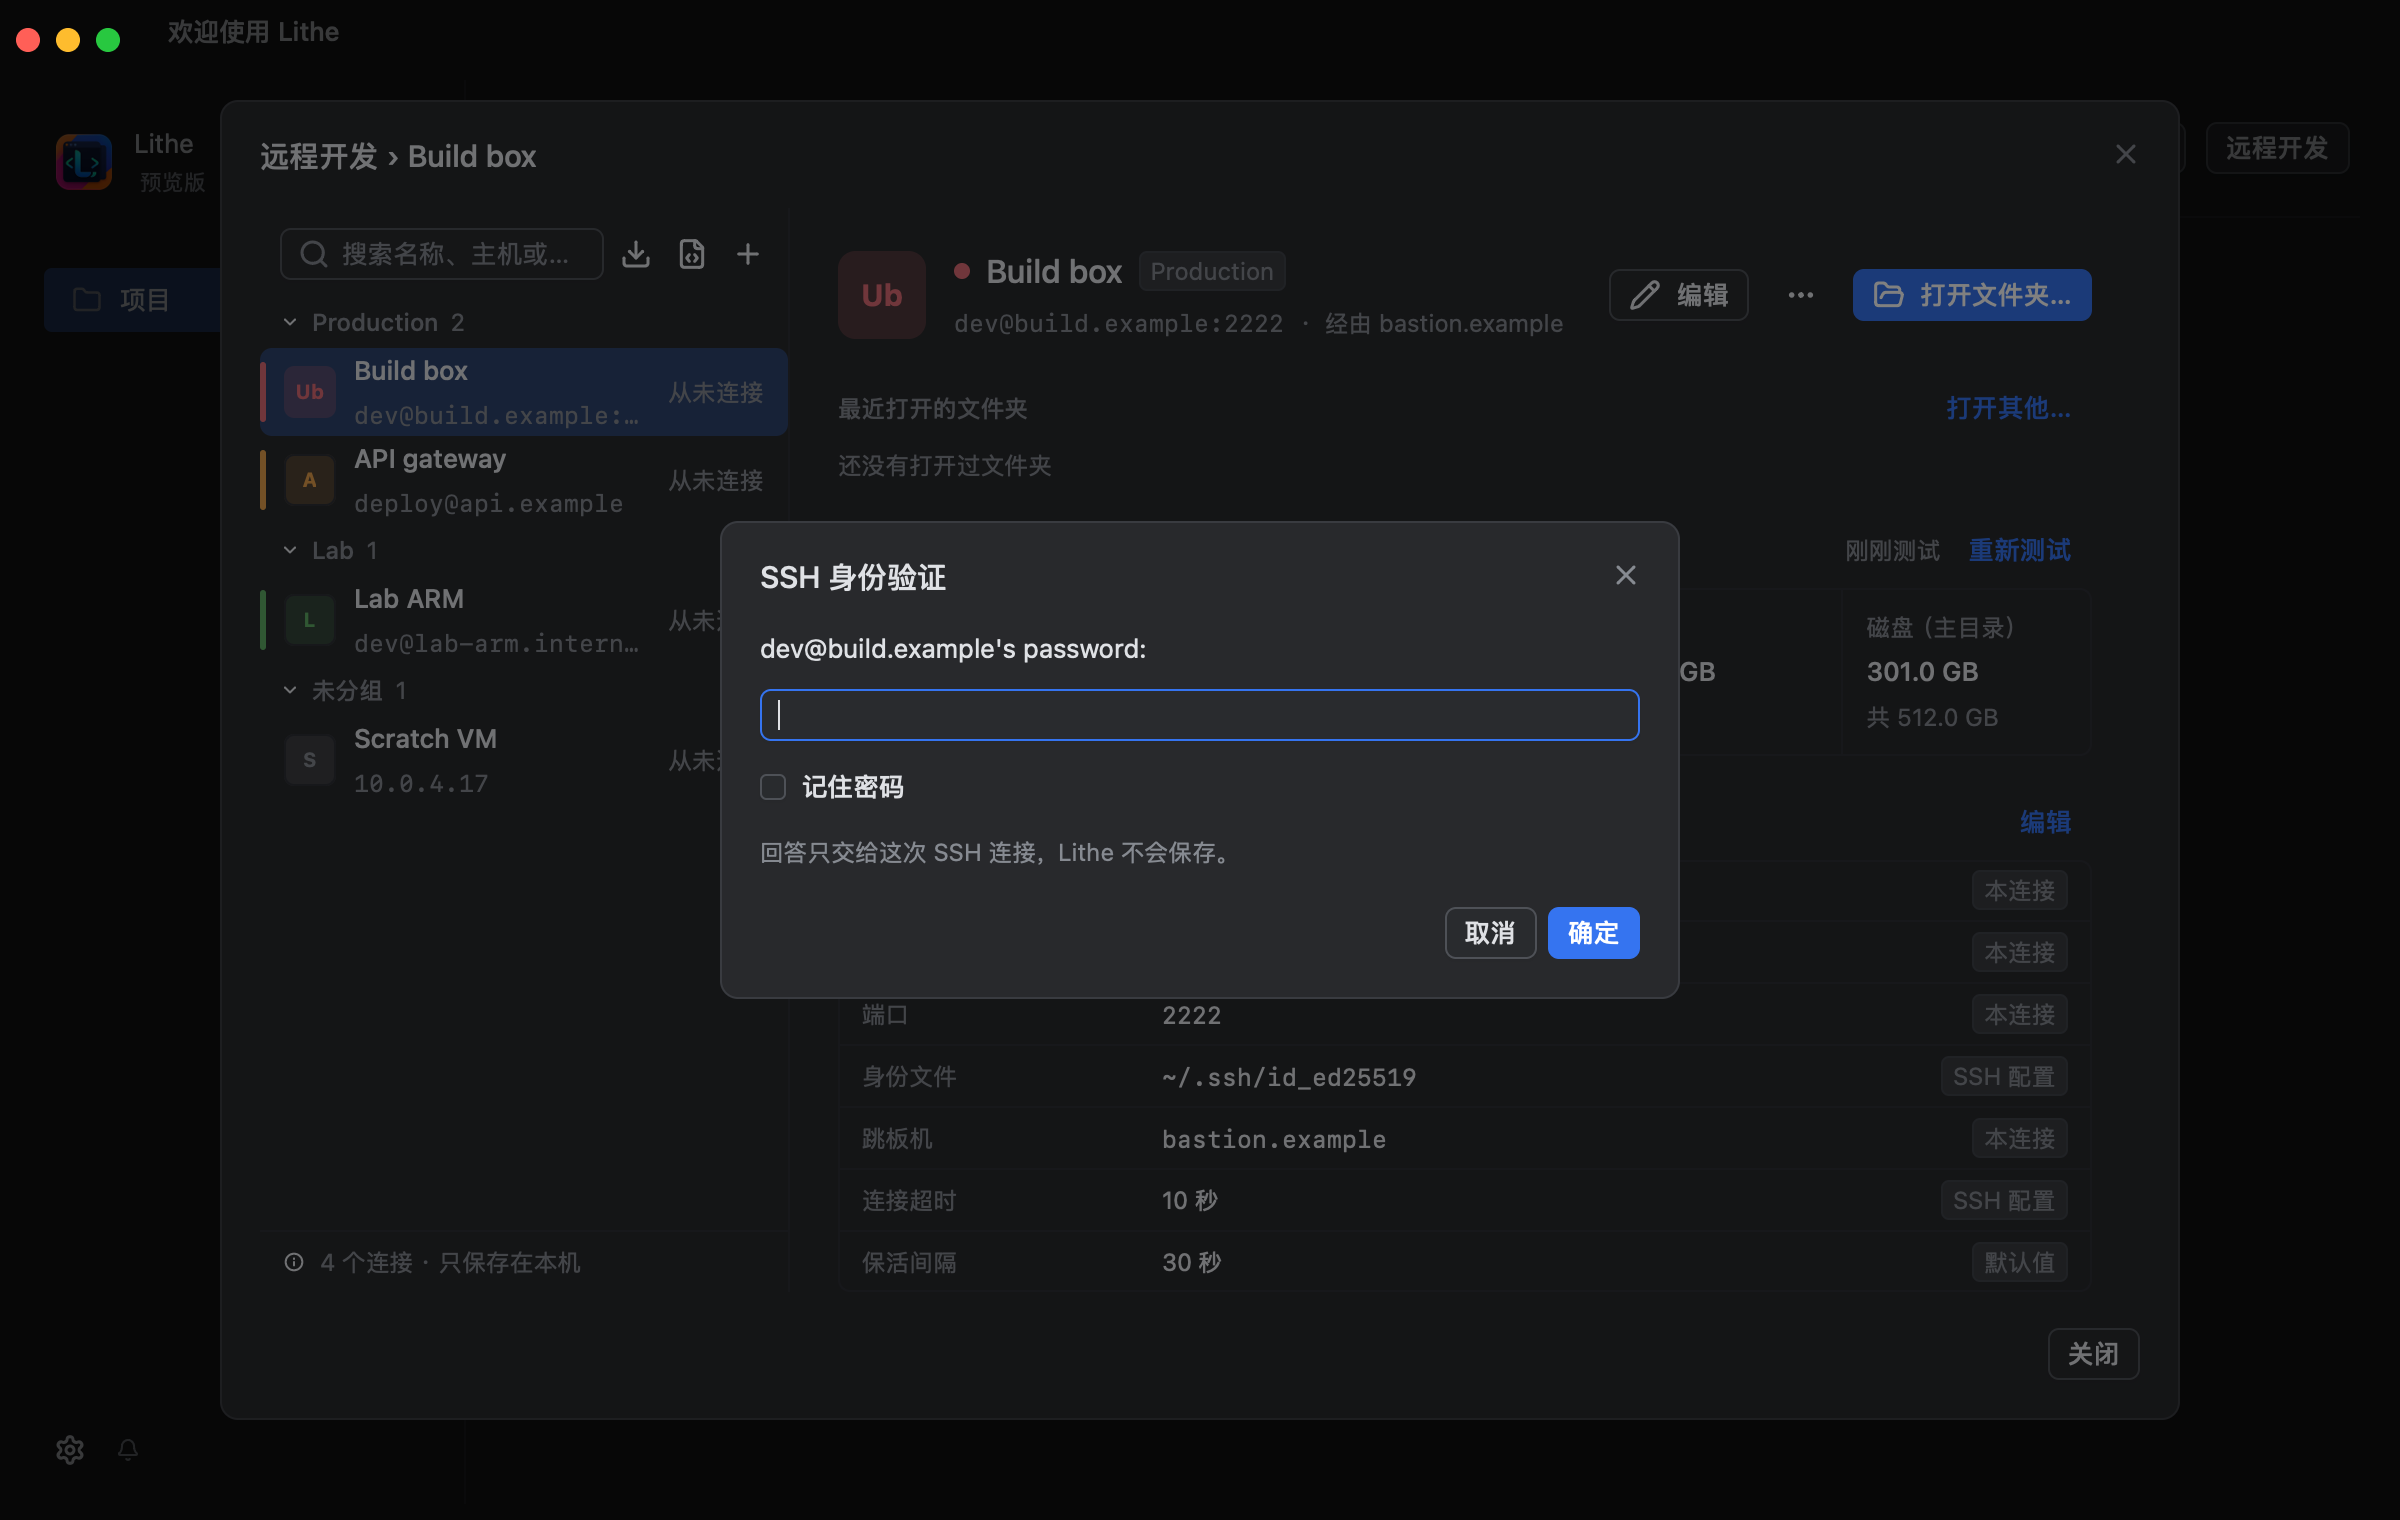 欢迎使用 Lithe
Lithe
预览版
远程开发
项目
远程开发 › Build box
搜索名称、主机或...
Production 2
Ub
Build box
dev@build.example:…
从未连接
A
API gateway
deploy@api.example
从未连接
Lab 1
L
Lab ARM
dev@lab-arm.intern…
从未
未分组 1
S
Scratch VM
10.0.4.17
从未
4 个连接 · 只保存在本机
Ub
Build box
Production
dev@build.example:2222 · 经由 bastion.example
编辑
打开文件夹...
最近打开的文件夹
打开其他...
还没有打开过文件夹
刚刚测试
重新测试
GB
磁盘（主目录）
301.0 GB
共 512.0 GB
编辑
本连接
本连接
端口
2222
本连接
身份文件
~/.ssh/id_ed25519
SSH 配置
跳板机
bastion.example
本连接
连接超时
10 秒
SSH 配置
保活间隔
30 秒
默认值
关闭
SSH 身份验证
dev@build.example's password:
记住密码
回答只交给这次 SSH 连接，Lithe 不会保存。
取消
确定